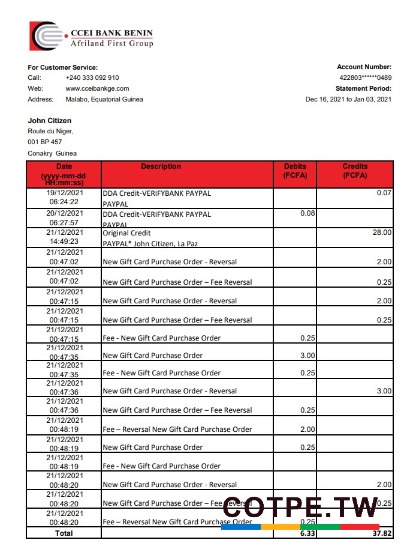 CCEI BANK BENIN
Afriland First Group
For Customer Service:
Call: +240 333 092 910
Web: www.cceibankge.com
Address: Malabo, Equatorial Guinea
Account Number:
422803******0489
Statement Period:
Dec 16, 2021 to Jan 03, 2021
John Citizen
Route du Niger,
001 BP 457
Conakry Guinea
Date (yyyy-mm-dd HH:mm:ss) Description Debits (FCFA) Credits (FCFA)
19/12/2021 06:24:22 DDA Credit-VERIFYBANK PAYPAL PAYPAL 0.07
20/12/2021 06:27:57 DDA Credit-VERIFYBANK PAYPAL PAYPAL 0.08
21/12/2021 14:49:23 Original Credit PAYPAL* John Citizen, La Paz 28.00
21/12/2021 00:47:02 New Gift Card Purchase Order - Reversal 2.00
21/12/2021 00:47:02 New Gift Card Purchase Order – Fee Reversal 0.25
21/12/2021 00:47:15 New Gift Card Purchase Order - Reversal 2.00
21/12/2021 00:47:15 New Gift Card Purchase Order – Fee Reversal 0.25
21/12/2021 00:47:15 Fee - New Gift Card Purchase Order 0.25
21/12/2021 00:47:35 New Gift Card Purchase Order 3.00
21/12/2021 00:47:35 Fee - New Gift Card Purchase Order 0.25
21/12/2021 00:47:36 New Gift Card Purchase Order - Reversal 3.00
21/12/2021 00:47:36 New Gift Card Purchase Order – Fee Reversal 0.25
21/12/2021 00:48:19 Fee – Reversal New Gift Card Purchase Order 2.00
21/12/2021 00:48:19 New Gift Card Purchase Order 0.25
21/12/2021 00:48:19 Fee - New Gift Card Purchase Order
21/12/2021 00:48:20 New Gift Card Purchase Order - Reversal 2.00
21/12/2021 00:48:20 New Gift Card Purchase Order – Fee Reversal 0.25
21/12/2021 00:48:20 Fee – Reversal New Gift Card Purchase Order 0.25
Total 6.33 37.82
COTPE.TW